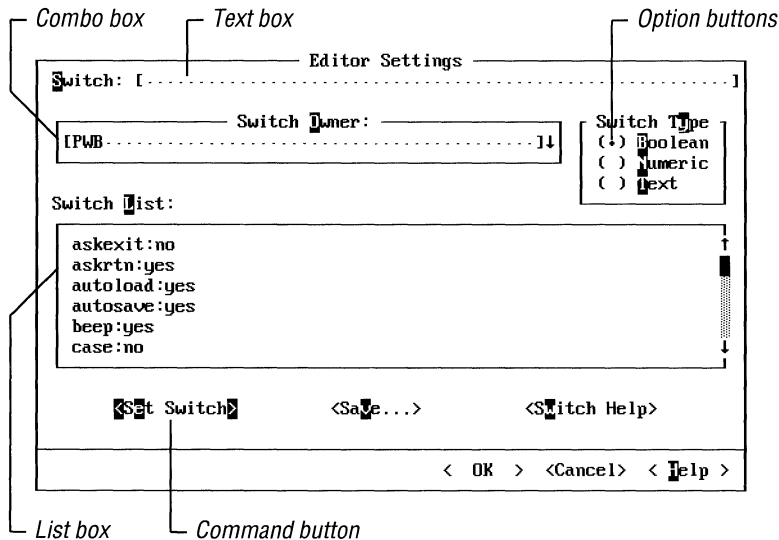 Combo box
Text box
Option buttons
Editor Settings
Switch: [..........................................................]
Switch Owner:
[PWB..........................................]↓
Switch Type
(•) Boolean
( ) Numeric
( ) Text
Switch List:
askexit:no
askrtn:yes
autoload:yes
autosave:yes
beep:yes
case:no
<Set Switch> <Save...> <Switch Help>
< OK > <Cancel> < Help >
List box
Command button